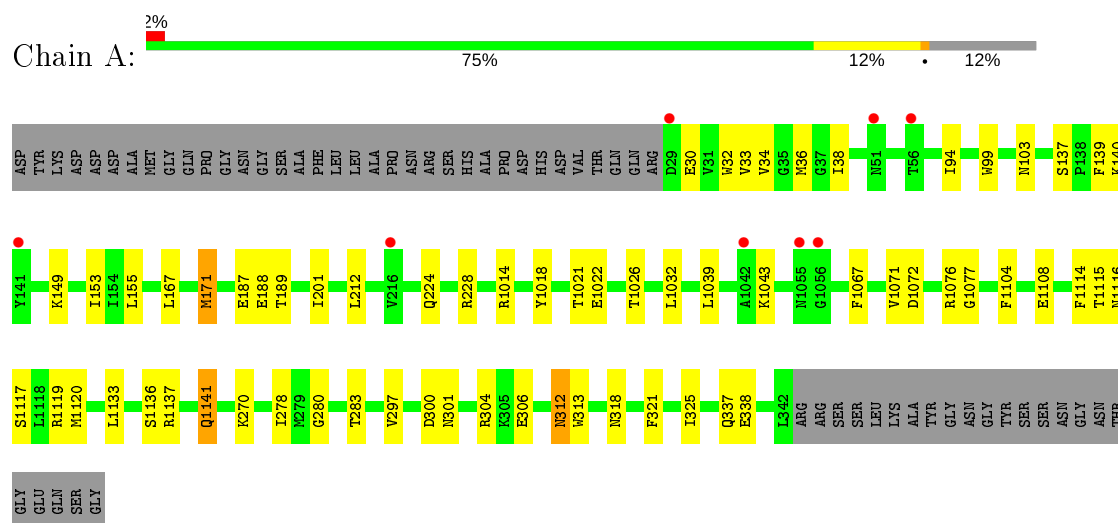 2%
Chain A:
75% 12% • 12%
ASP TYR LYS ASP ASP ASP ALA MET GLY GLN PRO GLY ASN GLY SER ALA PHE LEU LEU ALA PRO ASN ARG SER HIS ALA PRO ASP HIS ASP VAL THR GLN GLN ARG D29 E30 V31 W32 V33 V34 G35 M36 G37 I38 N51 T56 I94 W99 N103 S137 P138 F139 K140
Y141 K149 I153 I154 L155 L167 M171 E187 E188 T189 I201 L212 V216 Q224 R228 R1014 Y1018 T1021 E1022 T1026 L1032 L1039 A1042 K1043 N1055 G1056 F1067 V1071 D1072 R1076 G1077 F1104 E1108 F1114 T1115 N1116
S1117 L1118 R1119 M1120 L1133 S1136 R1137 Q1141 K270 I278 M279 G280 T283 V297 D300 N301 R304 K305 E306 N312 W313 N318 F321 I325 Q337 E338 L342 ARG ARG SER SER LEU LYS ALA TYR GLY ASN GLY TYR SER SER ASN GLY ASN THR
GLY GLU GLN SER GLY